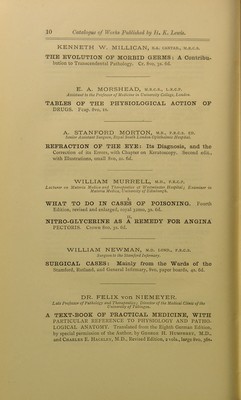 10 Catalogue of Works Published by H. K. Lewis.
KENNETH W. MILLICAN, B.A. CANTAB., M.R.C.S.
THE EVOLUTION OF MORBID GERMS: A Contribu-
tion to Transcendental Pathology. Cr. 8vo, 3s. 6d.
E. A. MORSHEAD, M.R.C.S., L.R.C.P.
Assistant to the Professor of Medicine in University College, London.
TABLES OF THE PHYSIOLOGICAL ACTION OF
DRUGS. Fcap. 8vo, 1s.
A. STANFORD MORTON, M.B., F.R.C.S. ED.
Senior Assistant Surgeon, Royal South London Ophthalmic Hospital.
REFRACTION OF THE EYE: Its Diagnosis, and the
Correction of its Errors, with Chapter on Keratoscopy. Second edit.,
with Illustrations, small 8vo, 2s. 6d.
WILLIAM MURRELL, M.D., F.R.C.P.
Lecturer on Materia Medica and Therapeutics at Westminster Hospital; Examiner in
Materia Medica, University of Edinburgh.
WHAT TO DO IN CASES OF POISONING. Fourth
Edition, revised and enlarged, royal 32mo, 3s. 6d.
NITRO-GLYCERINE AS A REMEDY FOR ANGINA
PECTORIS. Crown 8vo, 3s. 6d.
WILLIAM NEWMAN, M.D. LOND., F.R.C.S.
Surgeon to the Stamford Infirmary.
SURGICAL CASES: Mainly from the Wards of the
Stamford, Rutland, and General Infirmary, 8vo, paper boards, 4s. 6d.
DR. FELIX VON NIEMEYER.
Late Professor of Pathology and Therapeutics; Director of the Medical Clinic of the
University of Tübingen.
A TEXT-BOOK OF PRACTICAL MEDICINE, WITH
PARTICULAR REFERENCE TO PHYSIOLOGY AND PATHO-
LOGICAL ANATOMY. Translated from the Eighth German Edition,
by special permission of the Author, by GEORGE H. HUMPHREY, M.D.,
and CHARLES E. HACKLEY, M.D., Revised Edition, 2 vols., large 8vo, 36s.